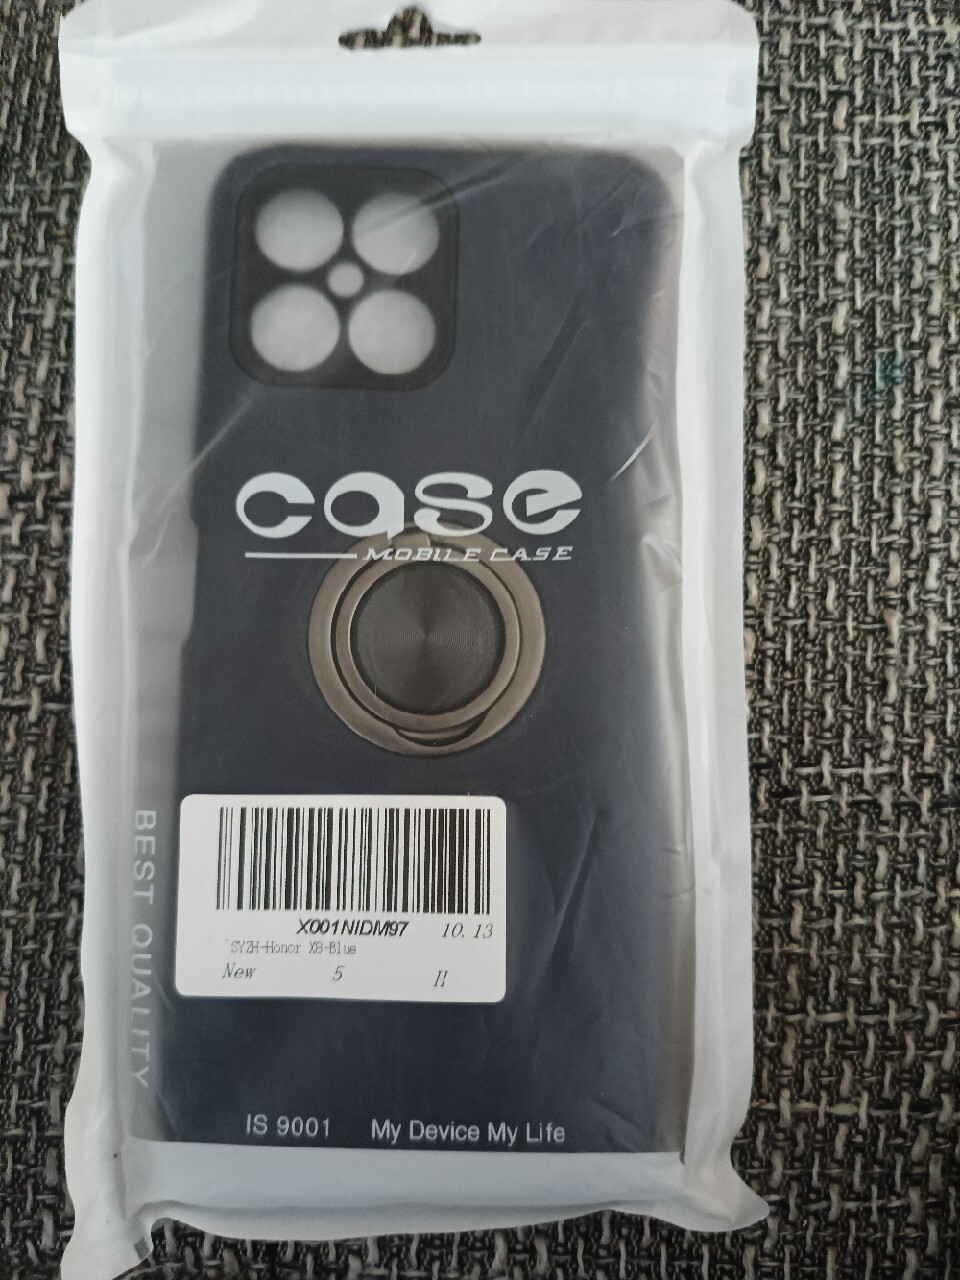 case
MOBILE CASE
BEST QUALITY
X001NIDM97 10.13
SYZH-Honor X8-Blue
New 5 H
IS 9001 My Device My Life